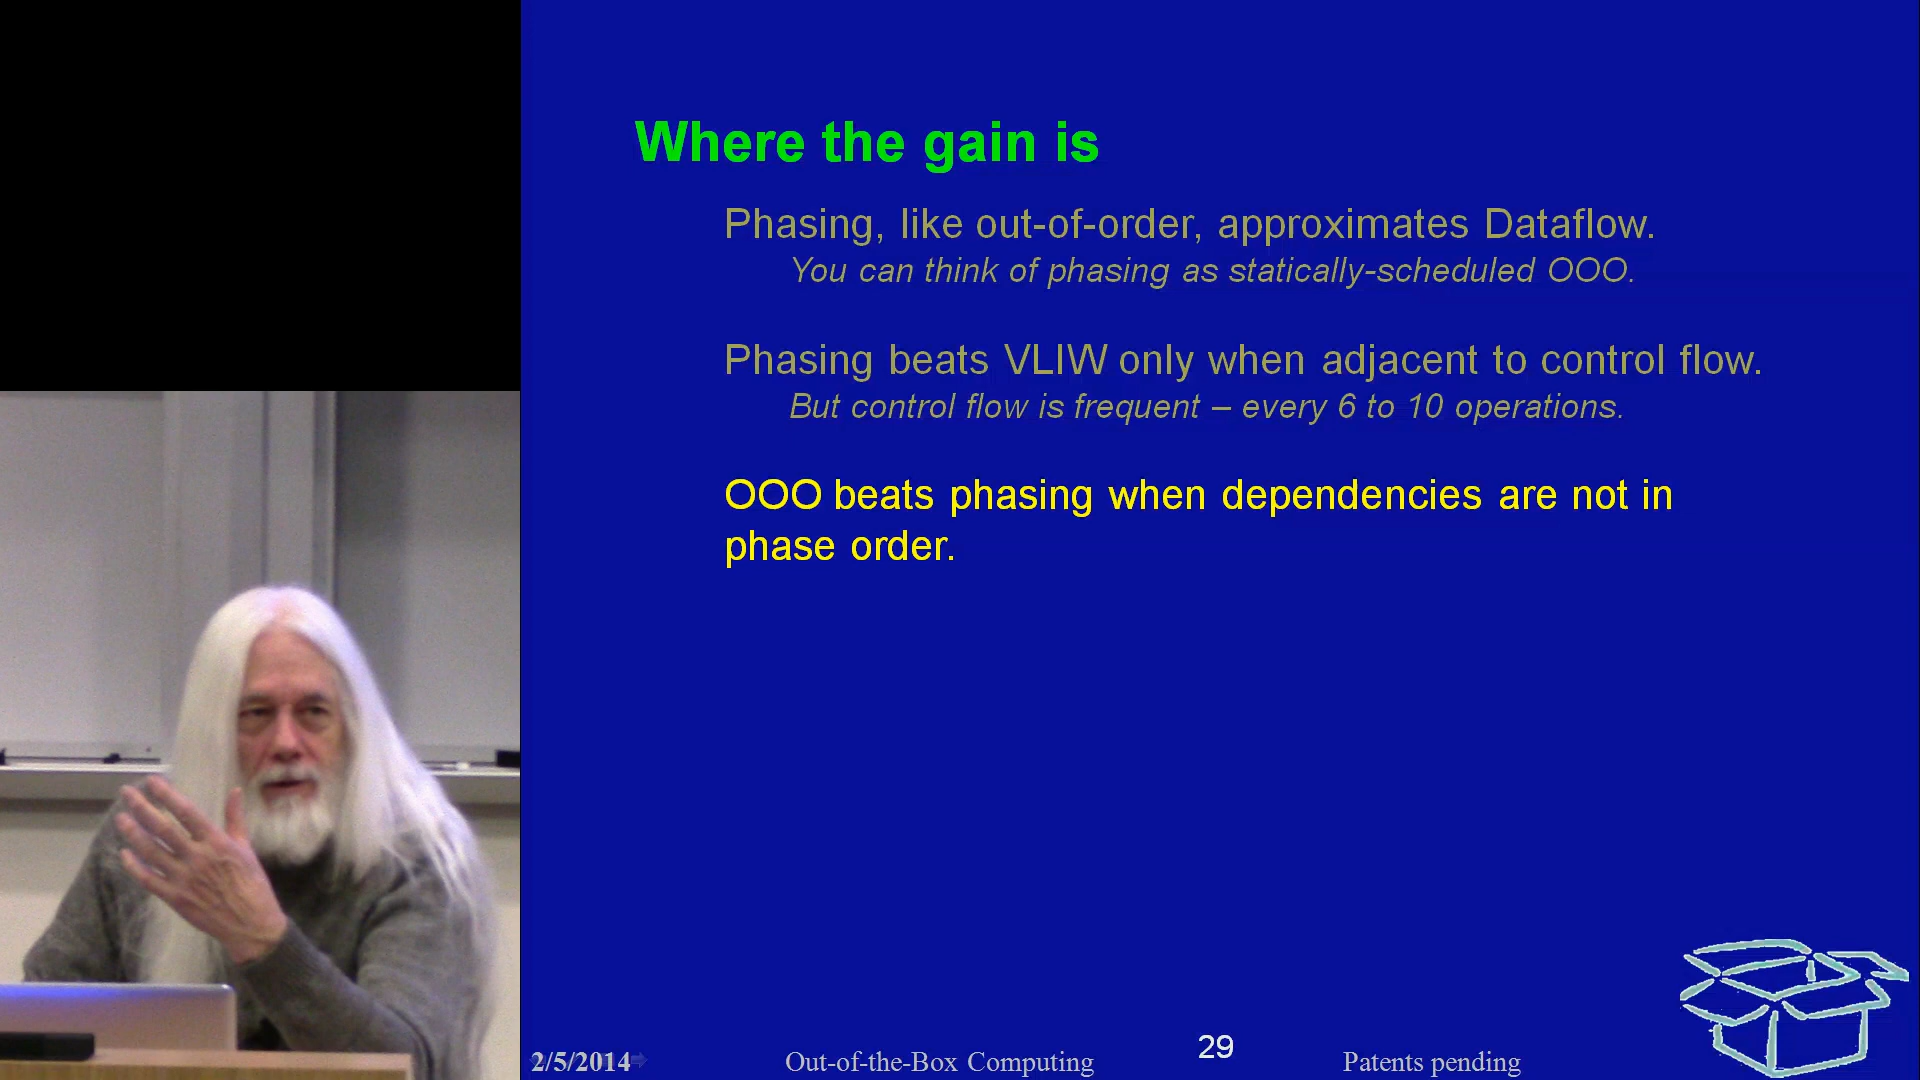 Where the gain is
Phasing, like out-of-order, approximates Dataflow.
You can think of phasing as statically-scheduled OOO.
Phasing beats VLIW only when adjacent to control flow.
But control flow is frequent – every 6 to 10 operations.
OOO beats phasing when dependencies are not in
phase order.
2/5/2014
Out-of-the-Box Computing
29
Patents pending